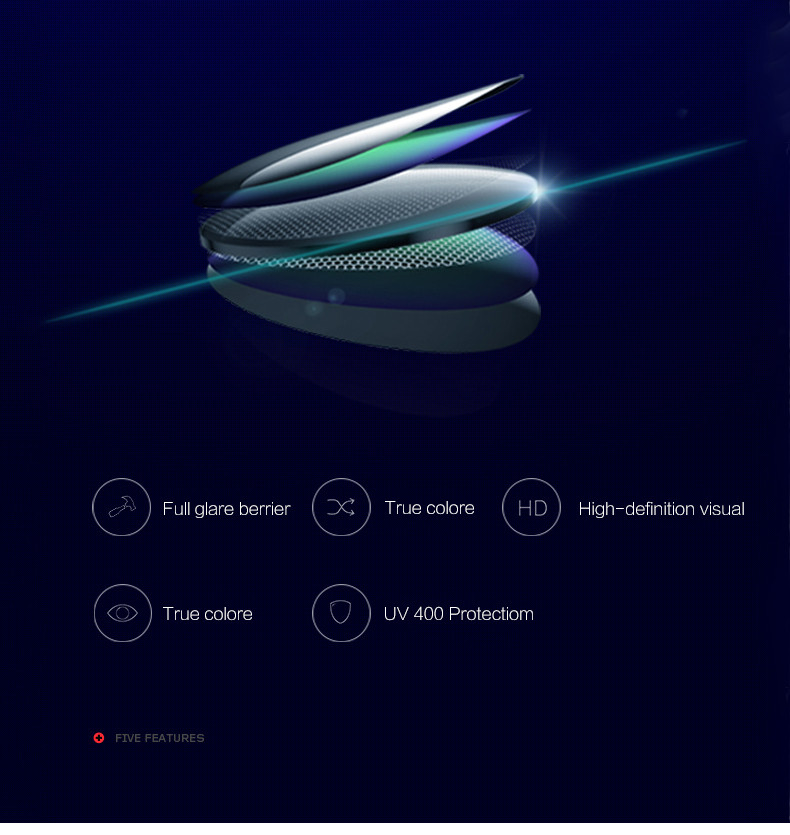 Full glare berrier
True colore
HD
High-definition visual
True colore
UV 400 Protectiom
FIVE FEATURES